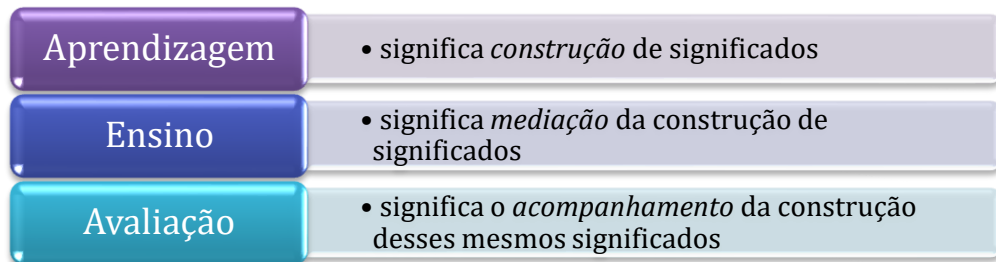 Aprendizagem
• significa construção de significados
Ensino
• significa mediação da construção de
significados
Avaliação
• significa o acompanhamento da construção
desses mesmos significados